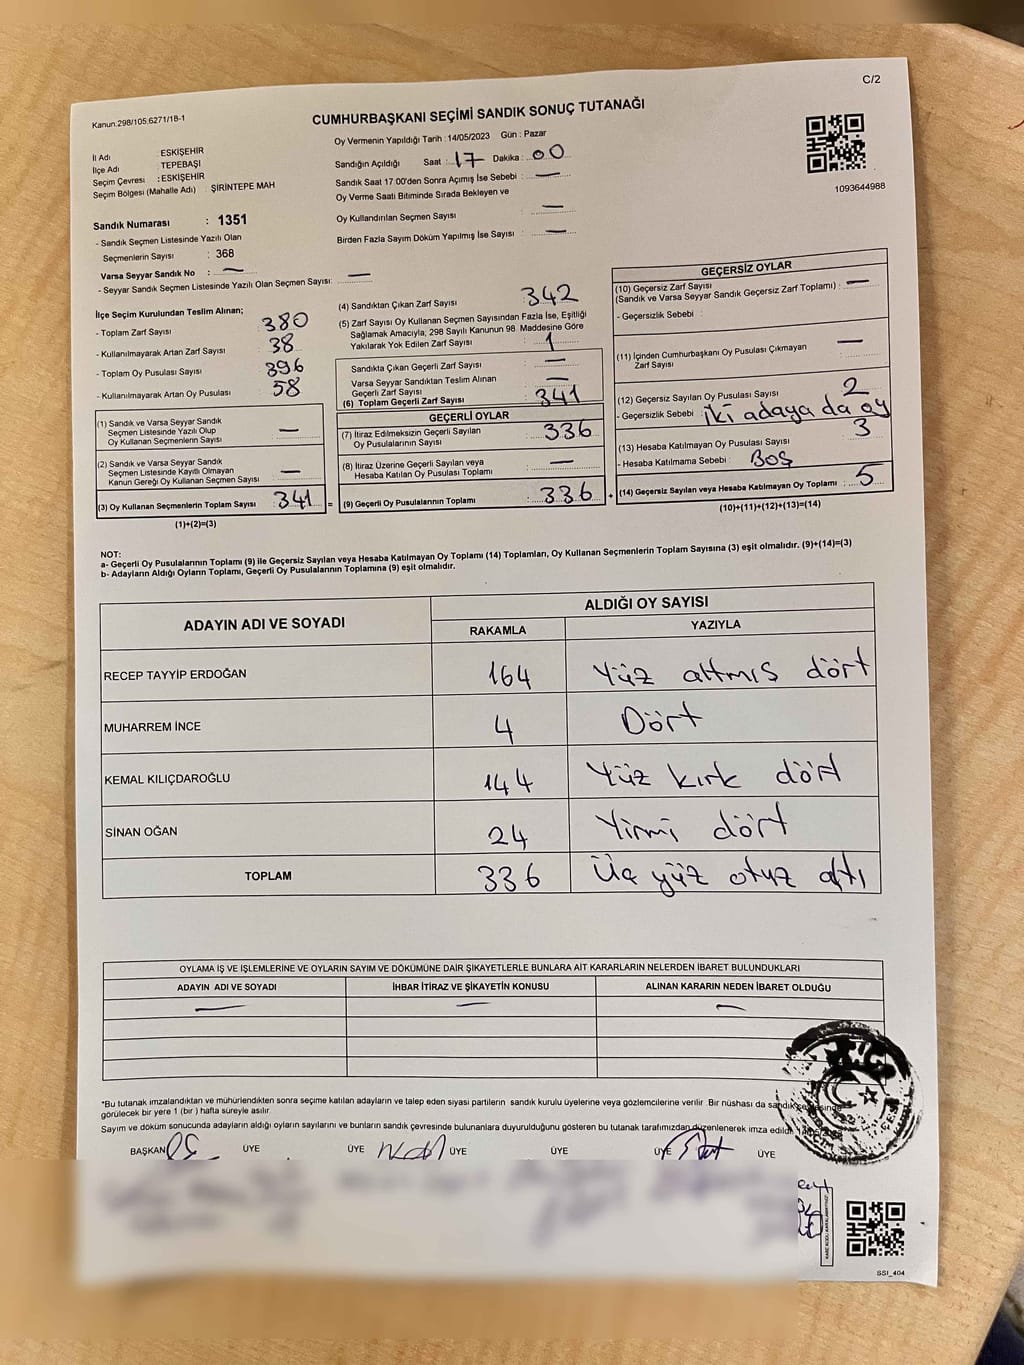 C/2
Kanun.298/105,6271/18-1
CUMHURBAŞKANI SEÇİMİ SANDIK SONUÇ TUTANAĞI
1093644988
İl Adı : ESKİŞEHİR
İlçe Adı : TEPEBAŞI
Seçim Çevresi : ESKİŞEHİR
Seçim Bölgesi (Mahalle Adı) : ŞİRİNTEPE MAH
Sandık Numarası : 1351
- Sandık Seçmen Listesinde Yazılı Olan
Seçmenlerin Sayısı : 368
Varsa Seyyar Sandık No : —
- Seyyar Sandık Seçmen Listesinde Yazılı Olan Seçmen Sayısı: —
Oy Vermenin Yapıldığı Tarih : 14/05/2023 Gün : Pazar
Sandığın Açıldığı Saat : 17 Dakika : 00
Sandık Saat 17:00'den Sonra Açımış İse Sebebi : —
Oy Verme Saati Bitiminde Sırada Bekleyen ve
Oy Kullandırılan Seçmen Sayısı : —
Birden Fazla Sayım Döküm Yapılmış İse Sayısı : —
İlçe Seçim Kurulundan Teslim Alınan;
- Toplam Zarf Sayısı : 380
- Kullanılmayarak Artan Zarf Sayısı : 38
- Toplam Oy Pusulası Sayısı : 396
- Kullanılmayarak Artan Oy Pusulası : 58
(1) Sandık ve Varsa Seyyar Sandık
Seçmen Listesinde Yazılı Olup
Oy Kullanan Seçmenlerin Sayısı : —
(2) Sandık ve Varsa Seyyar Sandık
Seçmen Listesinde Kayıtlı Olmayan
Kanun Gereği Oy Kullanan Seçmen Sayısı : —
(3) Oy Kullanan Seçmenlerin Toplam Sayısı : 341 =
(1)+(2)=(3)
(4) Sandıktan Çıkan Zarf Sayısı : 342
(5) Zarf Sayısı Oy Kullanan Seçmen Sayısından Fazla İse, Eşitliği
Sağlamak Amacıyla, 298 Sayılı Kanunun 98. Maddesine Göre
Yakılarak Yok Edilen Zarf Sayısı : 1
Sandıkta Çıkan Geçerli Zarf Sayısı : —
Varsa Seyyar Sandıktan Teslim Alınan
Geçerli Zarf Sayısı : —
(6) Toplam Geçerli Zarf Sayısı : 341
GEÇERLİ OYLAR
(7) İtiraz Edilmeksizin Geçerli Sayılan
Oy Pusulalarının Sayısı : 336
(8) İtiraz Üzerine Geçerli Sayılan veya
Hesaba Katılan Oy Pusulası Toplamı : —
(9) Geçerli Oy Pusulalarının Toplamı : 336 +
GEÇERSİZ OYLAR
(10) Geçersiz Zarf Sayısı
(Sandık ve Varsa Seyyar Sandık Geçersiz Zarf Toplamı) : —
- Geçersizlik Sebebi :
(11) İçinden Cumhurbaşkanı Oy Pusulası Çıkmayan
Zarf Sayısı : —
(12) Geçersiz Sayılan Oy Pusulası Sayısı : 2
- Geçersizlik Sebebi : iki adaya da oy
(13) Hesaba Katılmayan Oy Pusulası Sayısı : 3
- Hesaba Katılmama Sebebi : Boş
(14) Geçersiz Sayılan veya Hesaba Katılmayan Oy Toplamı : 5
(10)+(11)+(12)+(13)=(14)
NOT:
a- Geçerli Oy Pusulalarının Toplamı (9) ile Geçersiz Sayılan veya Hesaba Katılmayan Oy Toplamı (14) Toplamları, Oy Kullanan Seçmenlerin Toplam Sayısına (3) eşit olmalıdır. (9)+(14)=(3)
b- Adayların Aldığı Oyların Toplamı, Geçerli Oy Pusulalarının Toplamına (9) eşit olmalıdır.
ADAYIN ADI VE SOYADI ALDIĞI OY SAYISI
RAKAMLA YAZIYLA
RECEP TAYYİP ERDOĞAN 164 Yüz altmış dört
MUHARREM İNCE 4 Dört
KEMAL KILIÇDAROĞLU 144 Yüz kırk dört
SİNAN OĞAN 24 Yirmi dört
TOPLAM 336 Üç yüz otuz altı
OYLAMA İŞ VE İŞLEMLERİNE VE OYLARIN SAYIM VE DÖKÜMÜNE DAİR ŞİKAYETLERLE BUNLARA AİT KARARLARIN NELERDEN İBARET BULUNDUKLARI
ADAYIN ADI VE SOYADI İHBAR İTİRAZ VE ŞİKAYETİN KONUSU ALINAN KARARIN NEDEN İBARET OLDUĞU
— — —
*Bu tutanak imzalandıktan ve mühürlendikten sonra seçime katılan adayların ve talep eden siyasi partilerin sandık kurulu üyelerine veya gözlemcilerine verilir. Bir nüshası da sandık çevresinde
görülecek bir yere 1 (bir) hafta süreyle asılır.
Sayım ve döküm sonucunda adayların aldığı oyların sayılarını ve bunların sandık çevresinde bulunanlara duyurulduğunu gösteren bu tutanak tarafımızdan düzenlenerek imza edildi.
BAŞKAN ÜYE ÜYE ÜYE ÜYE ÜYE ÜYE
SSI_404